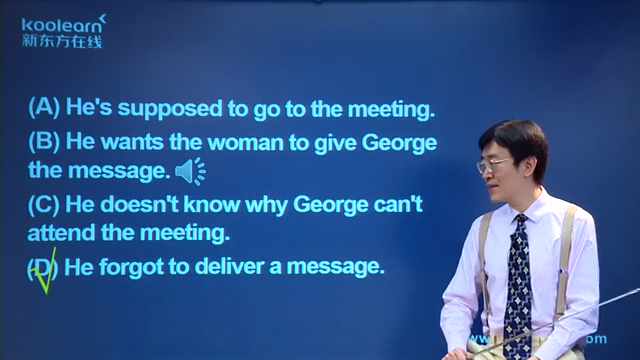 koolearn
新东方在线
(A) He's supposed to go to the meeting.
(B) He wants the woman to give George
the message.
(C) He doesn't know why George can't
attend the meeting.
(D) He forgot to deliver a message.